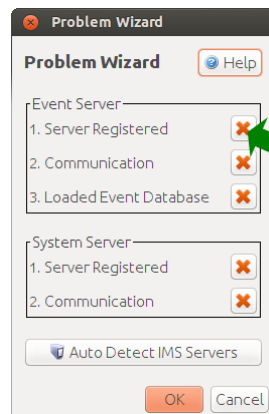 Problem Wizard
Problem Wizard Help
Event Server
1. Server Registered
2. Communication
3. Loaded Event Database
System Server
1. Server Registered
2. Communication
Auto Detect IMS Servers
OK Cancel